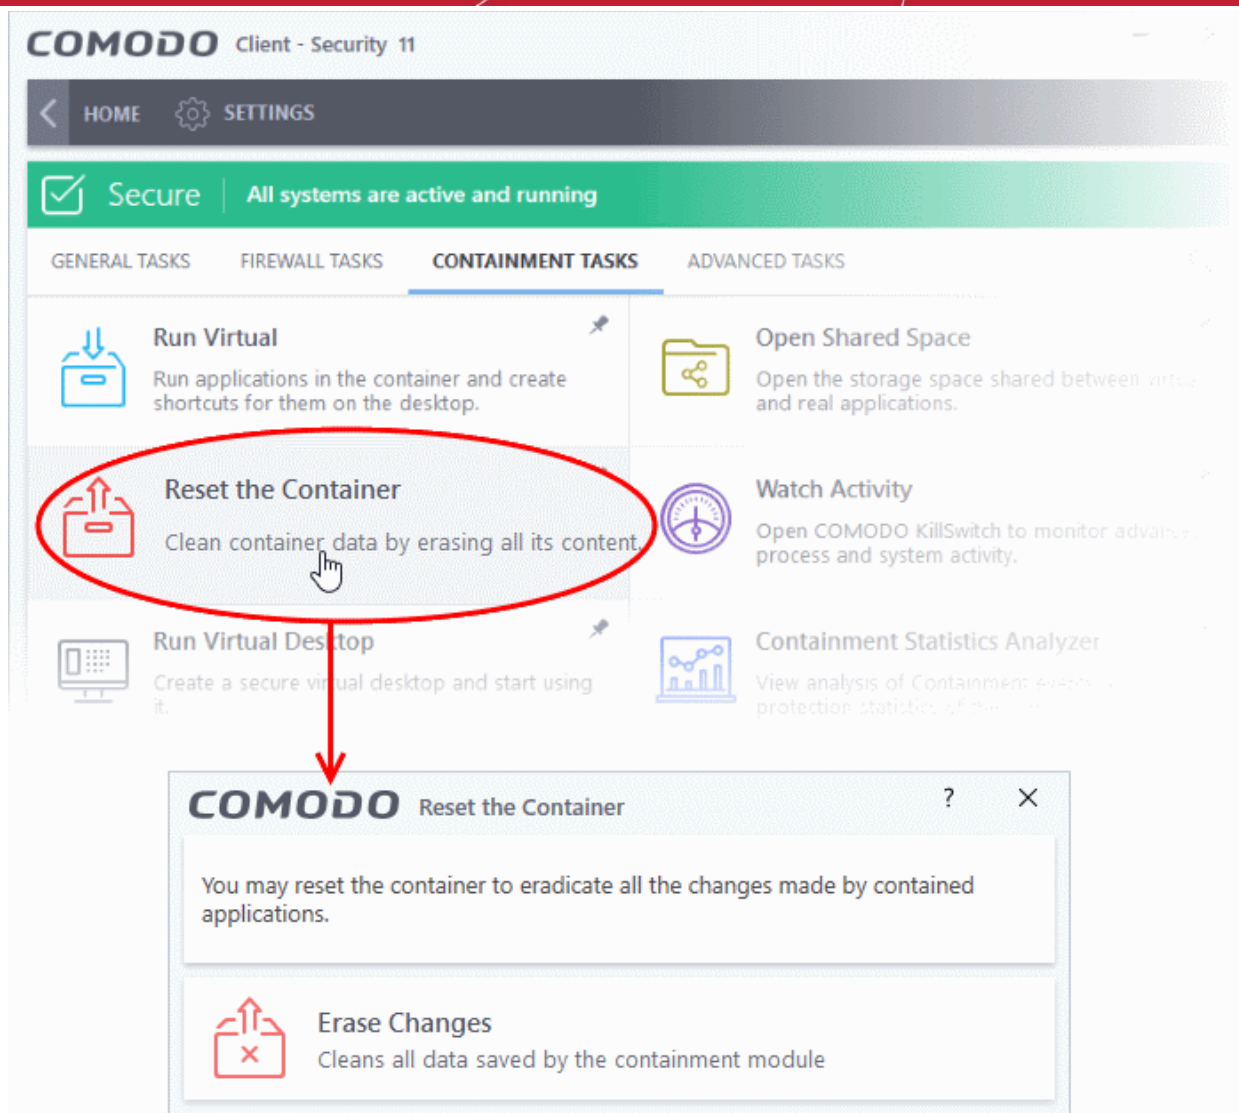 COMODO Client - Security 11
HOME SETTINGS
Secure All systems are active and running
GENERAL TASKS FIREWALL TASKS CONTAINMENT TASKS ADVANCED TASKS
Run Virtual
Run applications in the container and create
shortcuts for them on the desktop.
Open Shared Space
Open the storage space shared between
and real applications.
Reset the Container
Clean container data by erasing all its content.
Watch Activity
Open COMODO KillSwitch to monitor
process and system activity.
Run Virtual Desktop
Create a secure virtual desktop and start using
it.
Containment Statistics Analyzer
View analysis of Containment events
protection statistics of the
COMODO Reset the Container ?
You may reset the container to eradicate all the changes made by contained
applications.
Erase Changes
Cleans all data saved by the containment module